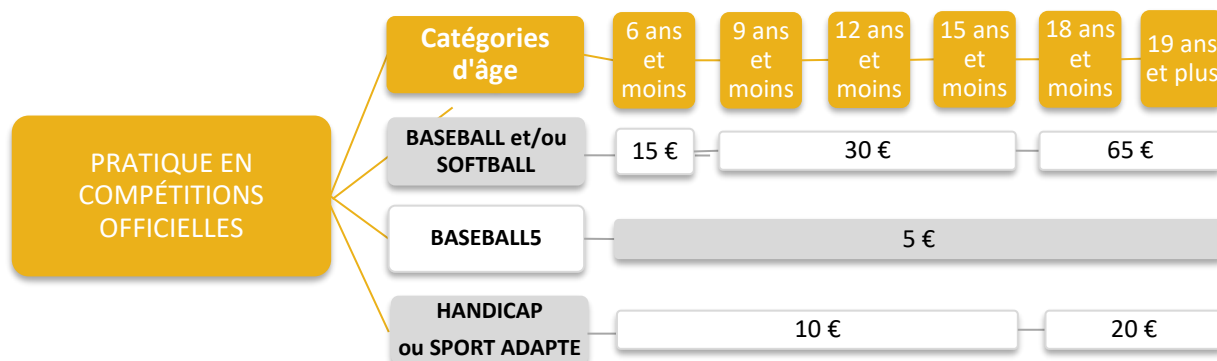 PRATIQUE EN
COMPÉTITIONS
OFFICIELLES
Catégories
d'âge
6 ans
et
moins
9 ans
et
moins
12 ans
et
moins
15 ans
et
moins
18 ans
et
moins
19 ans
et plus
BASEBALL et/ou
SOFTBALL
15 €
30 €
65 €
BASEBALL5
5 €
HANDICAP
ou SPORT ADAPTE
10 €
20 €